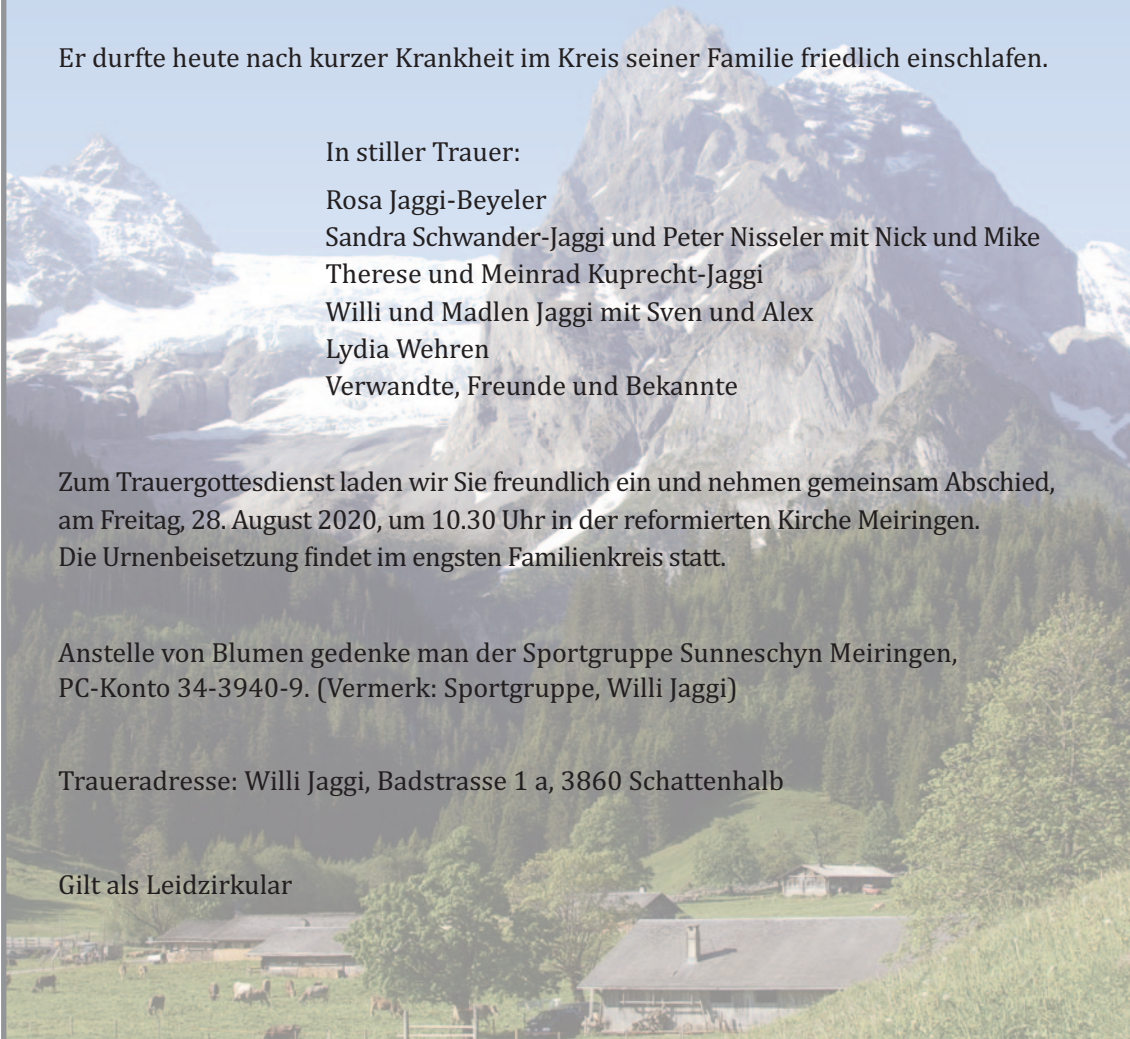 Er durfte heute nach kurzer Krankheit im Kreis seiner Familie friedlich einschlafen.
In stiller Trauer:
Rosa Jaggi-Beyeler
Sandra Schwander-Jaggi und Peter Nisseler mit Nick und Mike
Therese und Meinrad Kuprecht-Jaggi
Willi und Madlen Jaggi mit Sven und Alex
Lydia Wehren
Verwandte, Freunde und Bekannte
Zum Trauergottesdienst laden wir Sie freundlich ein und nehmen gemeinsam Abschied,
am Freitag, 28. August 2020, um 10.30 Uhr in der reformierten Kirche Meiringen.
Die Urnenbeisetzung findet im engsten Familienkreis statt.
Anstelle von Blumen gedenke man der Sportgruppe Sunneschyn Meiringen,
PC-Konto 34-3940-9. (Vermerk: Sportgruppe, Willi Jaggi)
Traueradresse: Willi Jaggi, Badstrasse 1 a, 3860 Schattenhalb
Gilt als Leidzirkular